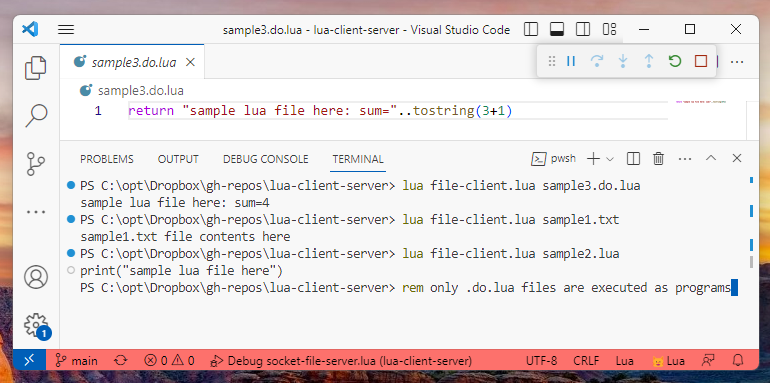 sample3.do.lua - lua-client-server - Visual Studio Code
sample3.do.lua
sample3.do.lua
1 return "sample lua file here: sum="..tostring(3+1)
PROBLEMS OUTPUT DEBUG CONSOLE TERMINAL pwsh
PS C:\opt\Dropbox\gh-repos\lua-client-server> lua file-client.lua sample3.do.lua
sample lua file here: sum=4
PS C:\opt\Dropbox\gh-repos\lua-client-server> lua file-client.lua sample1.txt
sample1.txt file contents here
PS C:\opt\Dropbox\gh-repos\lua-client-server> lua file-client.lua sample2.lua
print("sample lua file here")
PS C:\opt\Dropbox\gh-repos\lua-client-server> rem only .do.lua files are executed as programs
1
main 0 0 Debug socket-file-server.lua (lua-client-server) UTF-8 CRLF Lua Lua